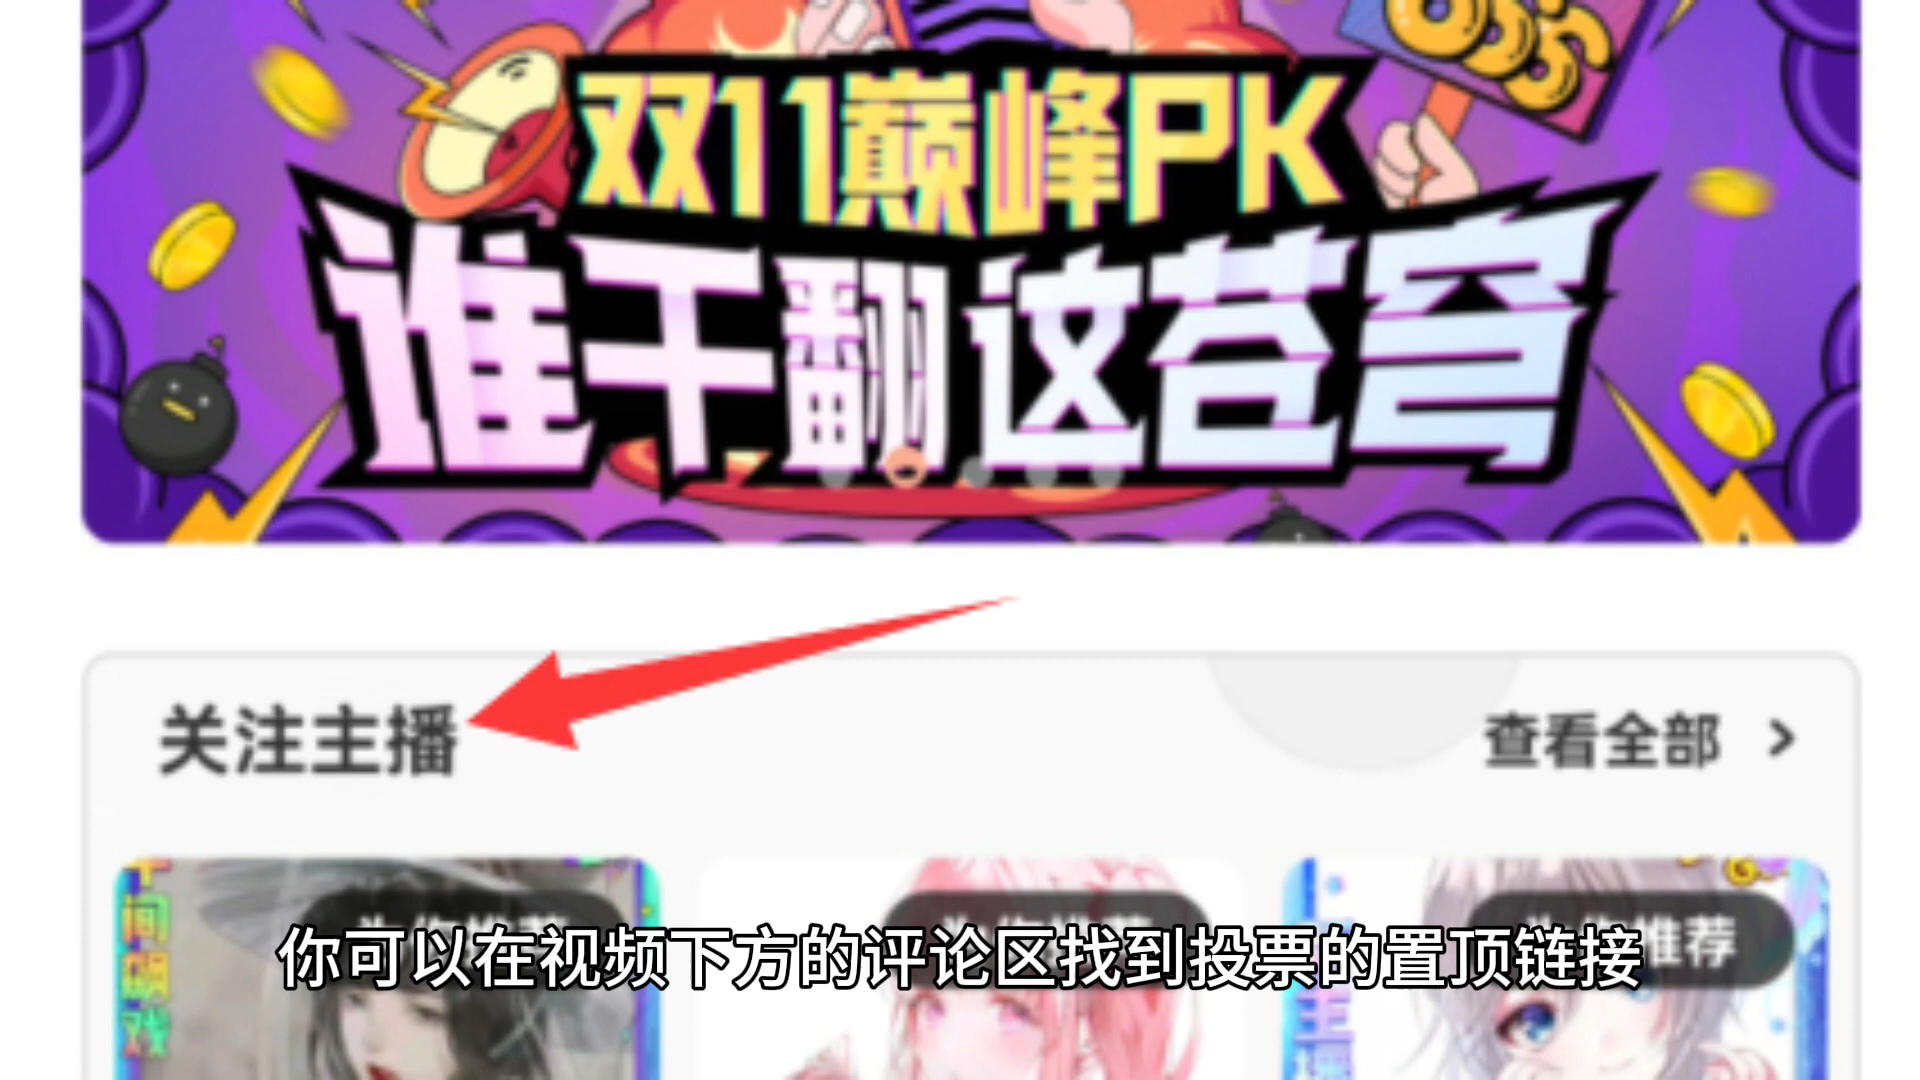 双11巅峰PK
谁干翻这苍穹
关注主播
查看全部
你可以在视频下方的评论区找到投票的置顶链接